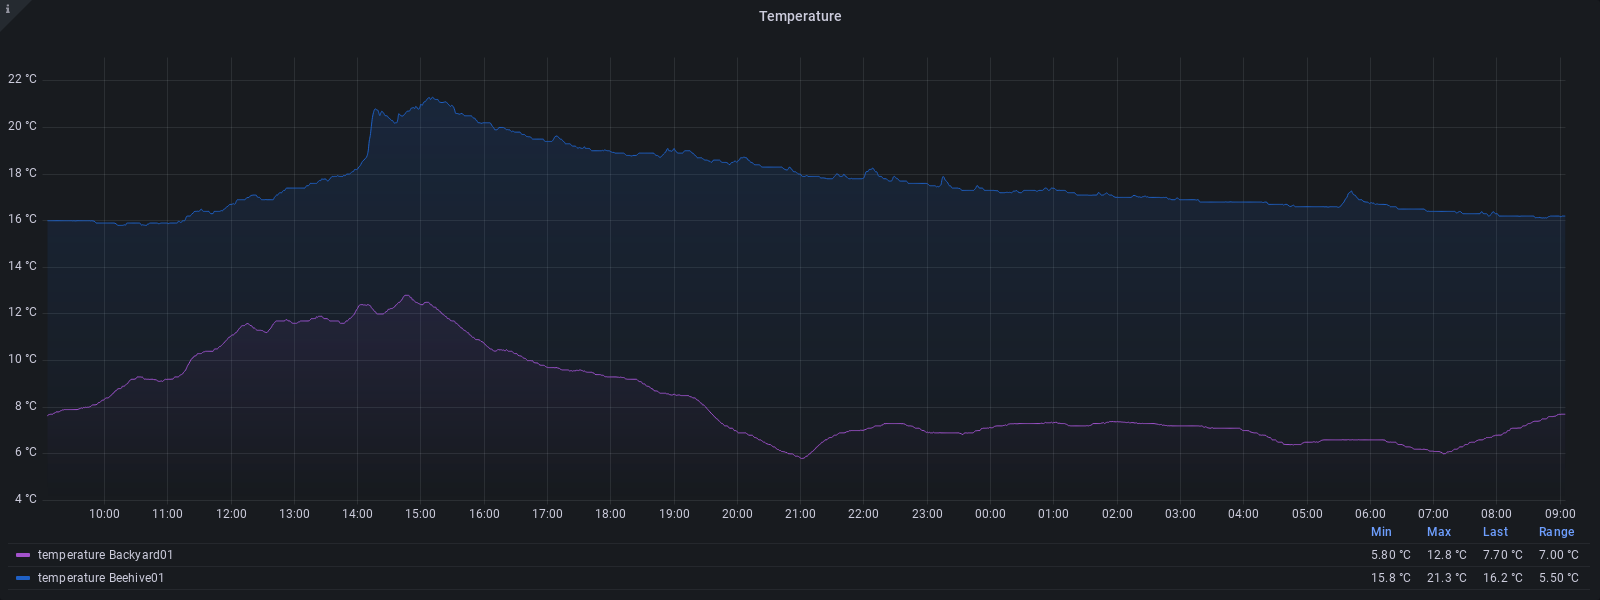 i
Temperature
22 °C
20 °C
18 °C
16 °C
14 °C
12 °C
10 °C
8 °C
6 °C
4 °C
10:00 11:00 12:00 13:00 14:00 15:00 16:00 17:00 18:00 19:00 20:00 21:00 22:00 23:00 00:00 01:00 02:00 03:00 04:00 05:00 06:00 07:00 08:00 09:00
Min Max Last Range
temperature Backyard01 5.80 °C 12.8 °C 7.70 °C 7.00 °C
temperature Beehive01 15.8 °C 21.3 °C 16.2 °C 5.50 °C